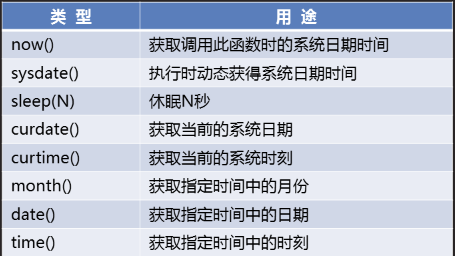 类 型 用 途
now() 获取调用此函数时的系统日期时间
sysdate() 执行时动态获得系统日期时间
sleep(N) 休眠N秒
curdate() 获取当前的系统日期
curtime() 获取当前的系统时刻
month() 获取指定时间中的月份
date() 获取指定时间中的日期
time() 获取指定时间中的时刻